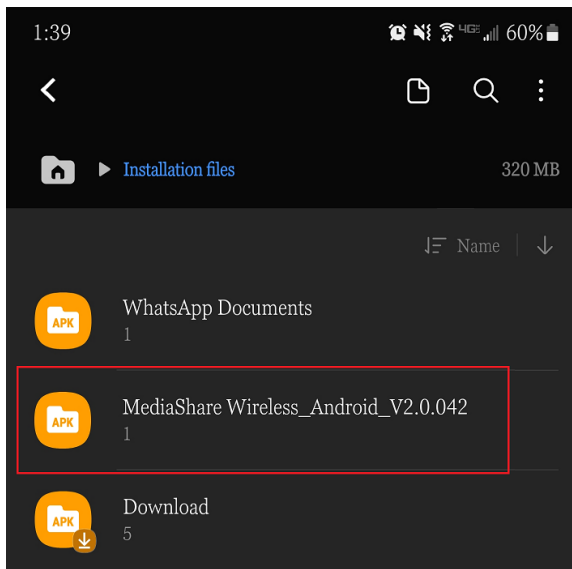 1:39 4GE 60%
Installation files 320 MB
Name
APK WhatsApp Documents
1
APK MediaShare Wireless_Android_V2.0.042
1
APK Download
5